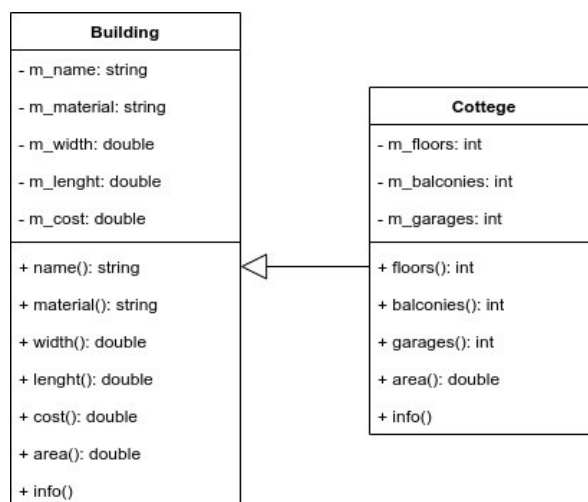 Building
- m_name: string
- m_material: string
- m_width: double
- m_lenght: double
- m_cost: double
+ name(): string
+ material(): string
+ width(): double
+ lenght(): double
+ cost(): double
+ area(): double
+ info()
Cottege
- m_floors: int
- m_balconies: int
- m_garages: int
+ floors(): int
+ balconies(): int
+ garages(): int
+ area(): double
+ info()